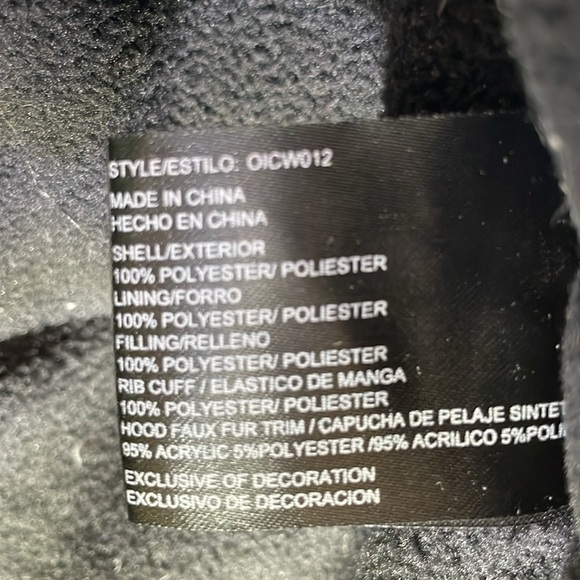 STYLE/ESTILO: OICW012
MADE IN CHINA
HECHO EN CHINA
SHELL/EXTERIOR
100% POLYESTER/ POLIESTER
LINING/FORRO
100% POLYESTER/ POLIESTER
FILLING/RELLENO
100% POLYESTER/ POLIESTER
RIB CUFF / ELASTICO DE MANGA
100% POLYESTER/ POLIESTER
HOOD FAUX FUR TRIM / CAPUCHA DE PELAJE SINTET
95% ACRYLIC 5%POLYESTER /95% ACRILICO 5%POLI
EXCLUSIVE OF DECORATION
EXCLUSIVO DE DECORACION